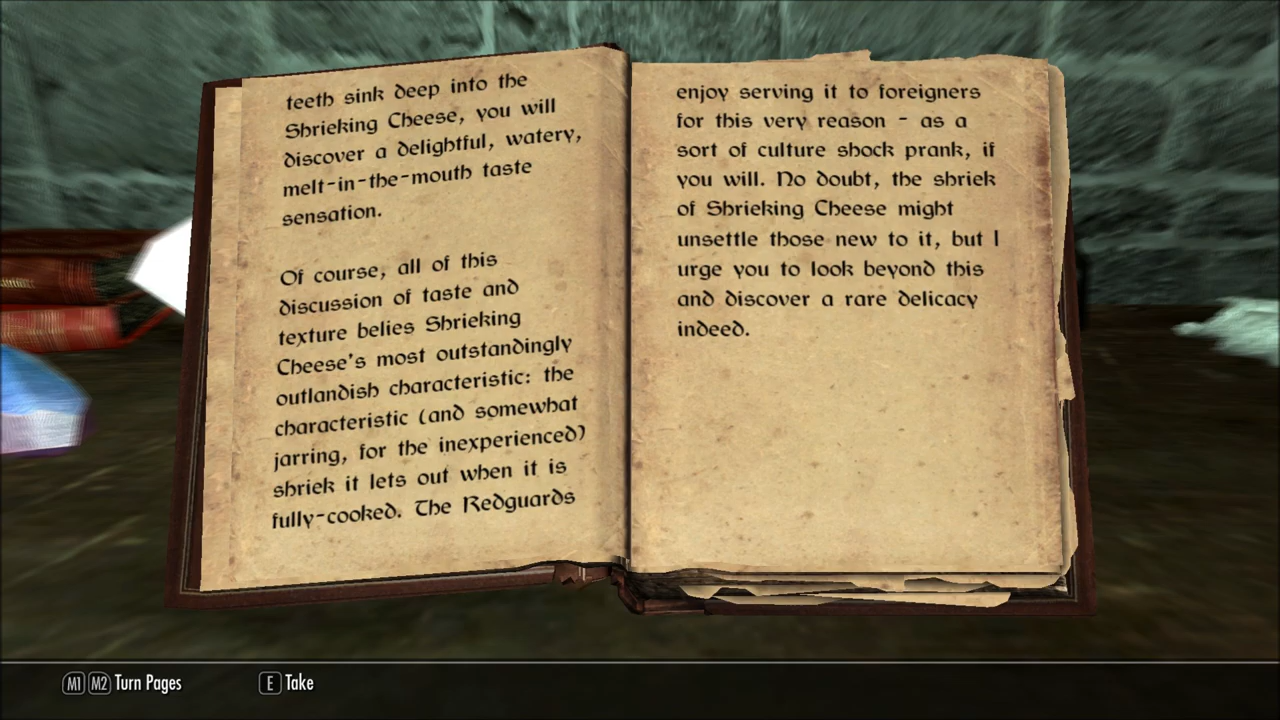 teeth sink deep into the
Shrieking Cheese, you will
discover a delightful, watery,
melt-in-the-mouth taste
sensation.
Of course, all of this
discussion of taste and
texture belies Shrieking
Cheese's most outstandingly
outlandish characteristic: the
characteristic (and somewhat
jarring, for the inexperienced)
shriek it lets out when it is
fully-cooked. The Redguards
enjoy serving it to foreigners
for this very reason - as a
sort of culture shock prank, if
you will. No doubt, the shriek
of Shrieking Cheese might
unsettle those new to it, but I
urge you to look beyond this
and discover a rare delicacy
indeed.
M1 M2 Turn Pages
E Take